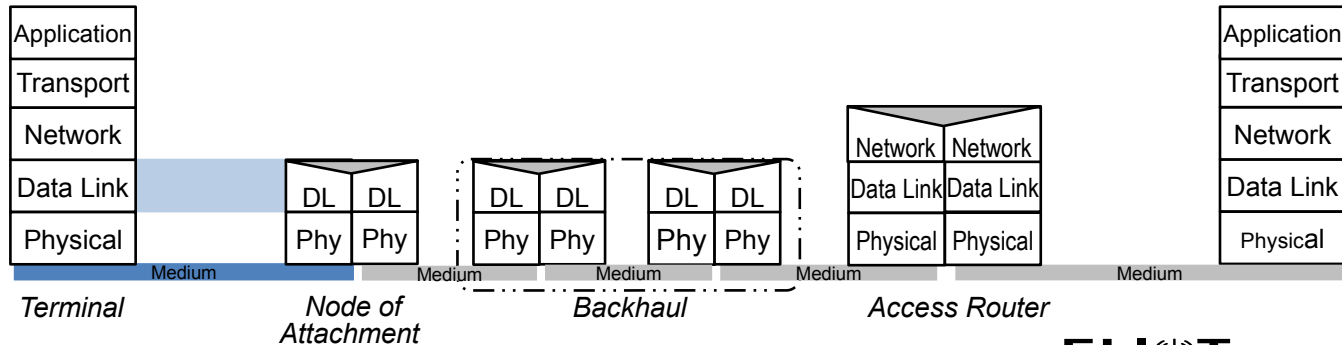 Application
Transport
Network
Data Link
Physical
DL DL
Phy Phy
DL DL
Phy Phy
DL DL
Phy Phy
Network Network
Data Link Data Link
Physical Physical
Application
Transport
Network
Data Link
Physical
Medium Medium Medium Medium Medium
Terminal
Node of
Attachment
Backhaul
Access Router